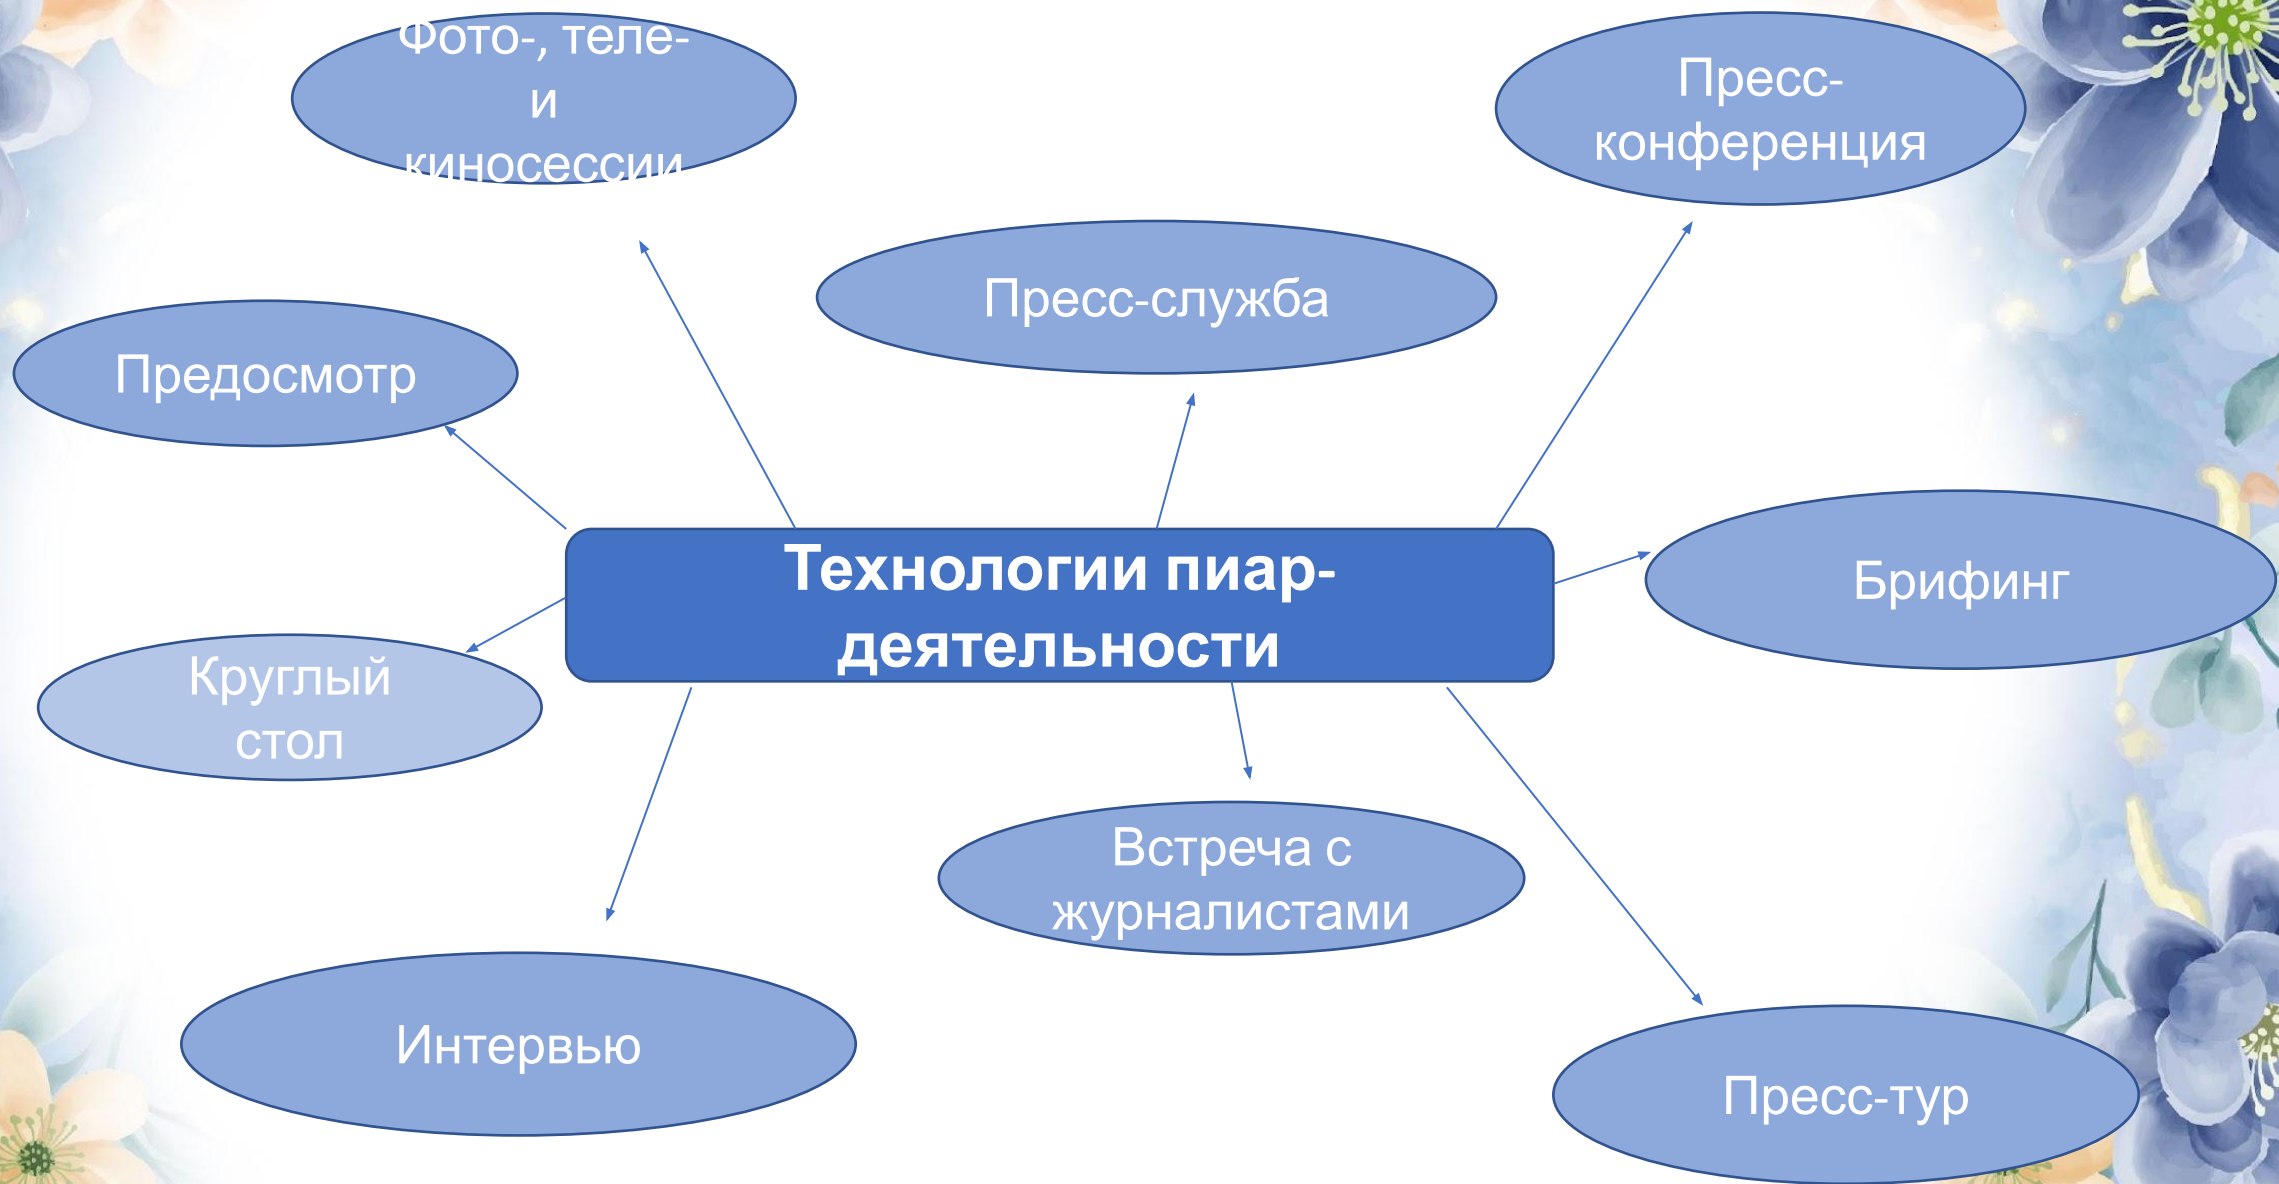 Фото-, теле-
и
киносессии
Пресс-
конференция
Пресс-служба
Предосмотр
Технологии пиар-
деятельности
Брифинг
Круглый
стол
Встреча с
журналистами
Интервью
Пресс-тур